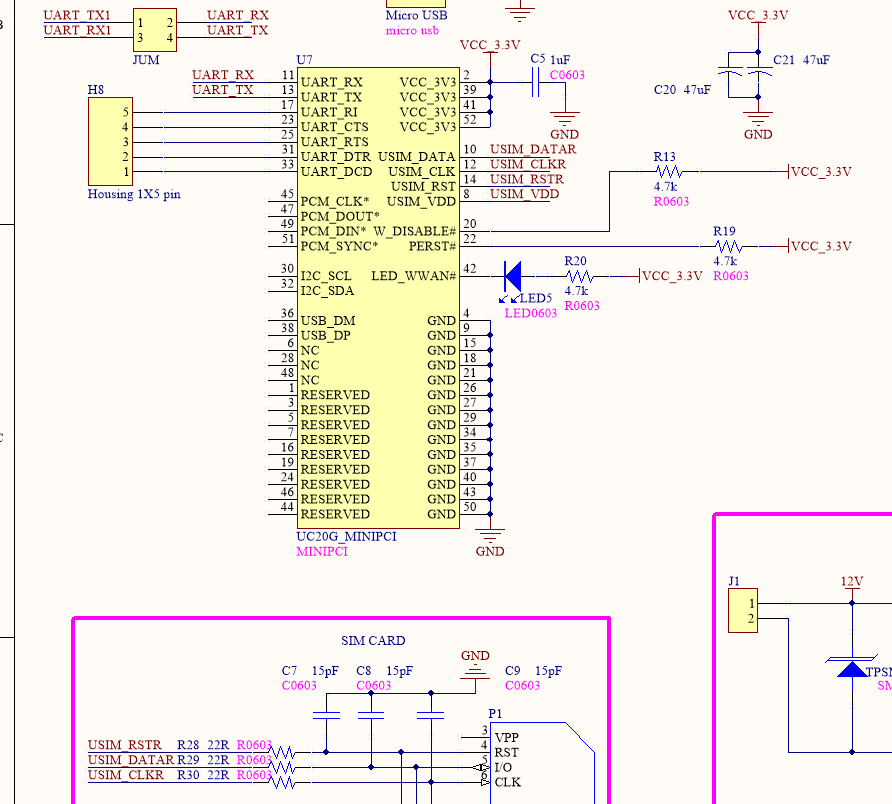 B
UART_TX1 1 2 UART_RX
UART_RX1 3 4 UART_TX
JUM
Micro USB
micro usb
VCC_3.3V
C20 47uF
C21 47uF
GND
U7
VCC_3.3V
C5 1uF
C0603
GND
UART_RX 11 UART_RX VCC_3V3 2
UART_TX 13 UART_TX VCC_3V3 39
17 UART_RI VCC_3V3 41
23 UART_CTS VCC_3V3 52
25 UART_RTS
31 UART_DTR USIM_DATA 10 USIM_DATAR
33 UART_DCD USIM_CLK 12 USIM_CLKR
USIM_RST 14 USIM_RSTR
45 PCM_CLK* USIM_VDD 8 USIM_VDD
47 PCM_DOUT*
49 PCM_DIN* W_DISABLE# 20
51 PCM_SYNC* PERST# 22
30 I2C_SCL LED_WWAN# 42
32 I2C_SDA
36 USB_DM GND 4
38 USB_DP GND 9
6 NC GND 15
28 NC GND 18
48 NC GND 21
1 RESERVED GND 26
3 RESERVED GND 27
5 RESERVED GND 29
7 RESERVED GND 34
16 RESERVED GND 35
19 RESERVED GND 37
24 RESERVED GND 40
46 RESERVED GND 43
44 RESERVED GND 50
UC20G_MINIPCI
MINIPCI
GND
H8
5
4
3
2
1
Housing 1X5 pin
R13
4.7k
R0603
VCC_3.3V
R19
4.7k
R0603
VCC_3.3V
LED5
LED0603
R20
4.7k
R0603
VCC_3.3V
C
SIM CARD
GND
C7 15pF
C0603
C8 15pF
C0603
C9 15pF
C0603
P1
3 VPP
USIM_RSTR R28 22R R0603 4 RST
USIM_DATAR R29 22R R0603 5 I/O
USIM_CLKR R30 22R R0603 6 CLK
J1
1
2
12V